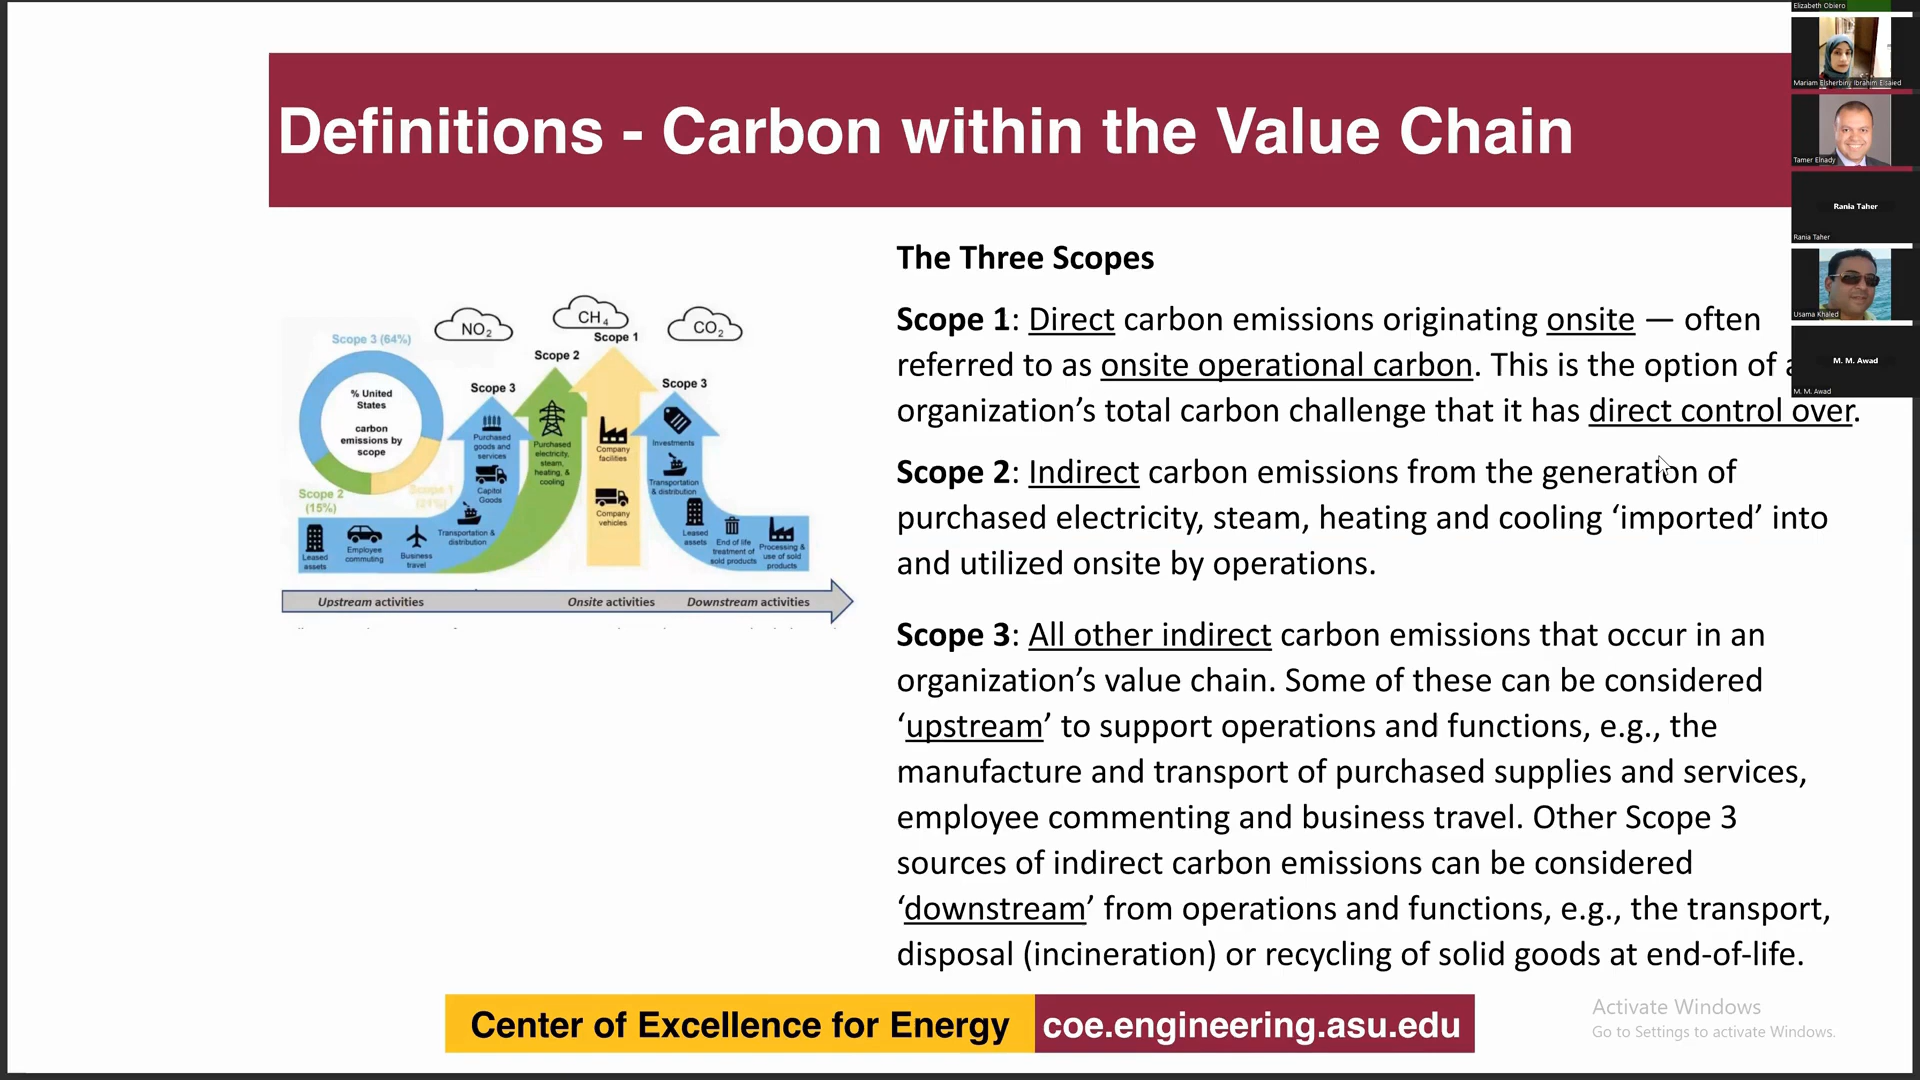 Definitions - Carbon within the Value Chain
The Three Scopes
Scope 1: Direct carbon emissions originating onsite — often
referred to as onsite operational carbon. This is the option of
organization’s total carbon challenge that it has direct control over.
Scope 2: Indirect carbon emissions from the generation of
purchased electricity, steam, heating and cooling ‘imported’ into
and utilized onsite by operations.
Scope 3: All other indirect carbon emissions that occur in an
organization’s value chain. Some of these can be considered
‘upstream’ to support operations and functions, e.g., the
manufacture and transport of purchased supplies and services,
employee commenting and business travel. Other Scope 3
sources of indirect carbon emissions can be considered
‘downstream’ from operations and functions, e.g., the transport,
disposal (incineration) or recycling of solid goods at end-of-life.
NO2
CH4
CO2
Scope 3 (64%)
% United
States
carbon
emissions by
scope
Scope 2
(15%)
Scope 1
(21%)
Scope 3
Scope 2
Scope 1
Scope 3
Purchased
goods and
services
Capitol
Goods
Transportation &
distribution
Leased
assets
Employee
commuting
Business
travel
Purchased
electricity,
steam,
heating, &
cooling
Company
facilities
Company
vehicles
Investments
Transportation
& distribution
Leased
assets
End of life
treatment of
sold products
Processing &
use of sold
products
Upstream activities
Onsite activities
Downstream activities
Center of Excellence for Energy
coe.engineering.asu.edu
Activate Windows
Go to Settings to activate Windows.
Elizabeth Obiero
Mariam Elsherbiny Ibrahim Elsaied
Tamer Elnady
Rania Taher
Rania Taher
Usama Khaled
M. M. Awad
M. M. Awad